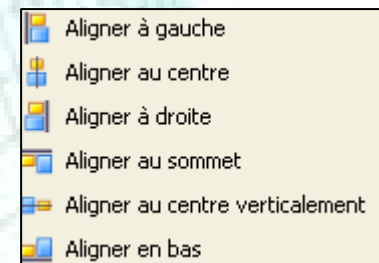 Aligner à gauche
Aligner au centre
Aligner à droite
Aligner au sommet
Aligner au centre verticalement
Aligner en bas